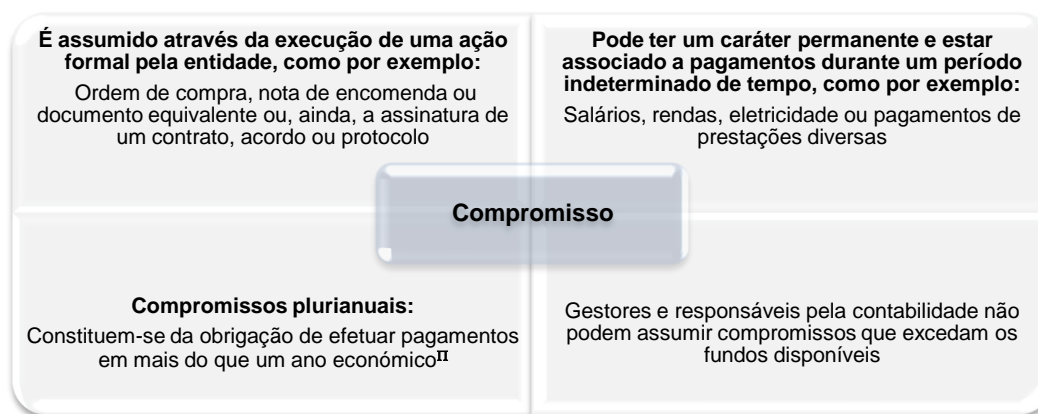 É assumido através da execução de uma ação
formal pela entidade, como por exemplo:
Ordem de compra, nota de encomenda ou
documento equivalente ou, ainda, a assinatura de
um contrato, acordo ou protocolo
Pode ter um caráter permanente e estar
associado a pagamentos durante um período
indeterminado de tempo, como por exemplo:
Salários, rendas, eletricidade ou pagamentos de
prestações diversas
Compromisso
Compromissos plurianuais:
Constituem-se da obrigação de efetuar pagamentos
em mais do que um ano económicoᴵᴵ
Gestores e responsáveis pela contabilidade não
podem assumir compromissos que excedam os
fundos disponíveis